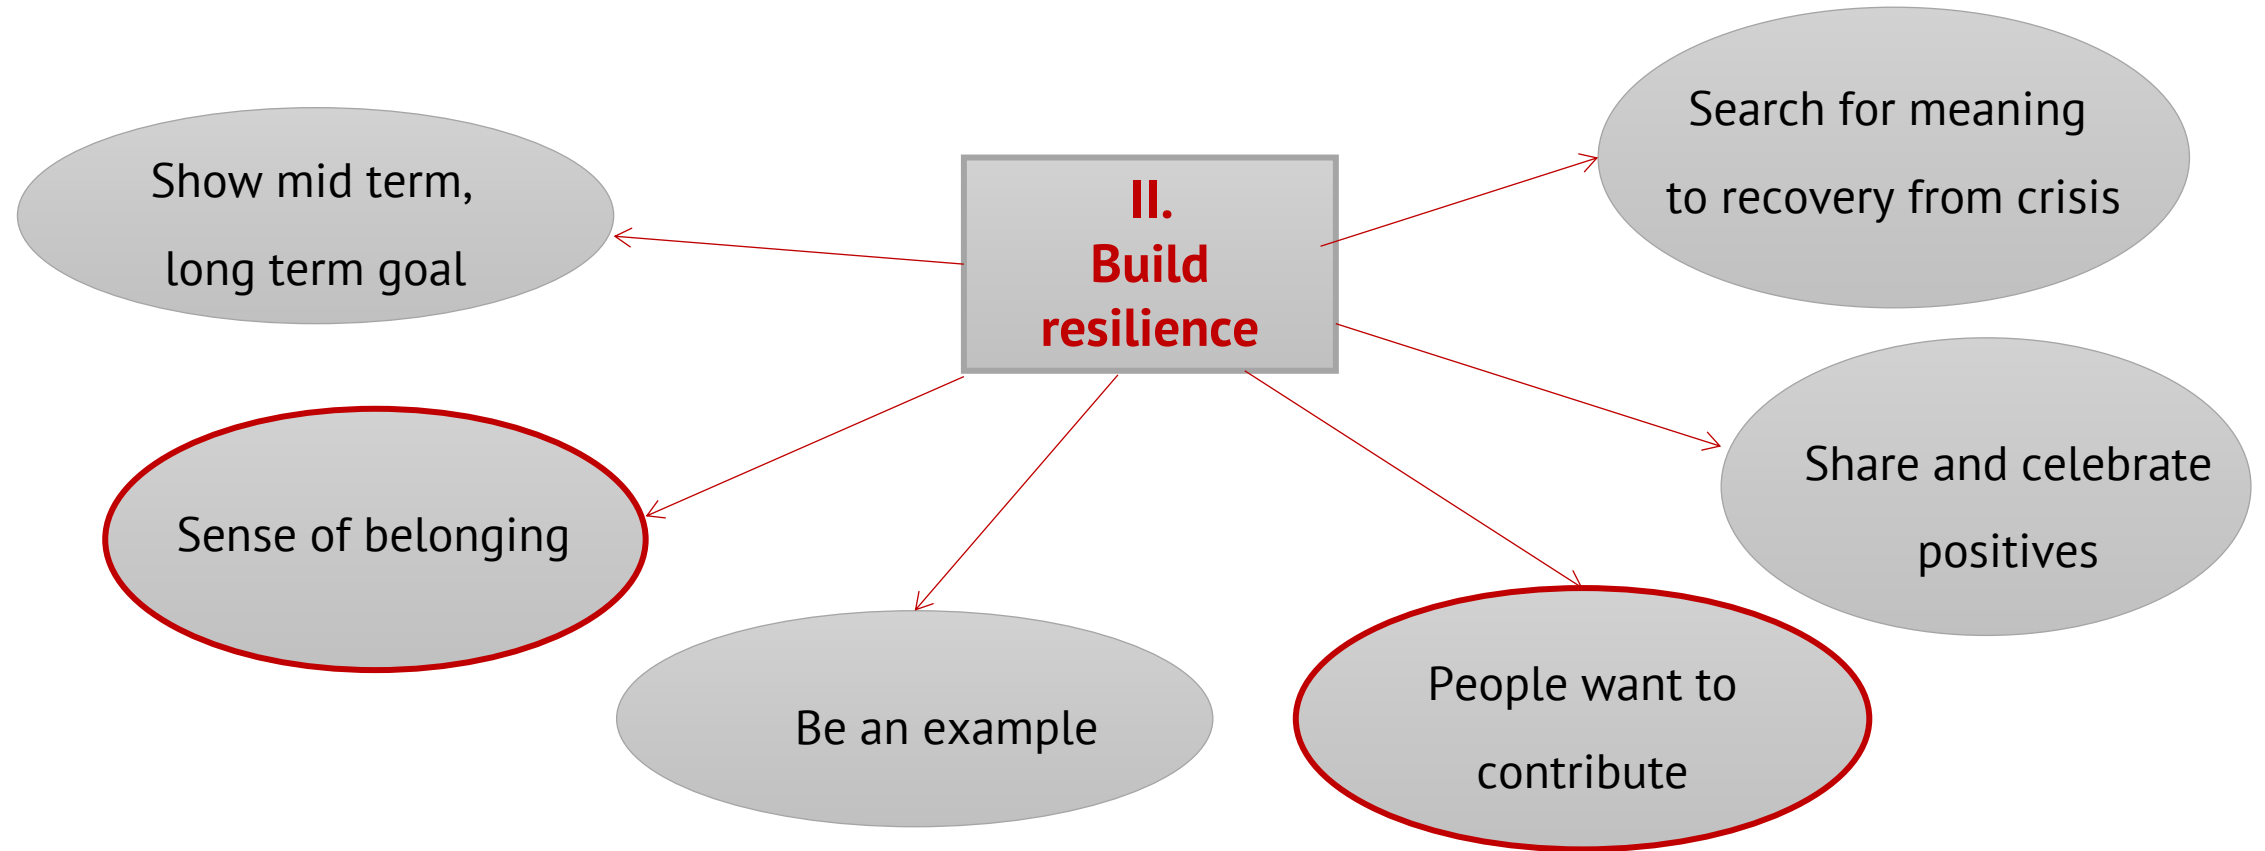 II.
Build
resilience
Show mid term,
long term goal
Search for meaning
to recovery from crisis
Sense of belonging
Share and celebrate
positives
Be an example
People want to
contribute